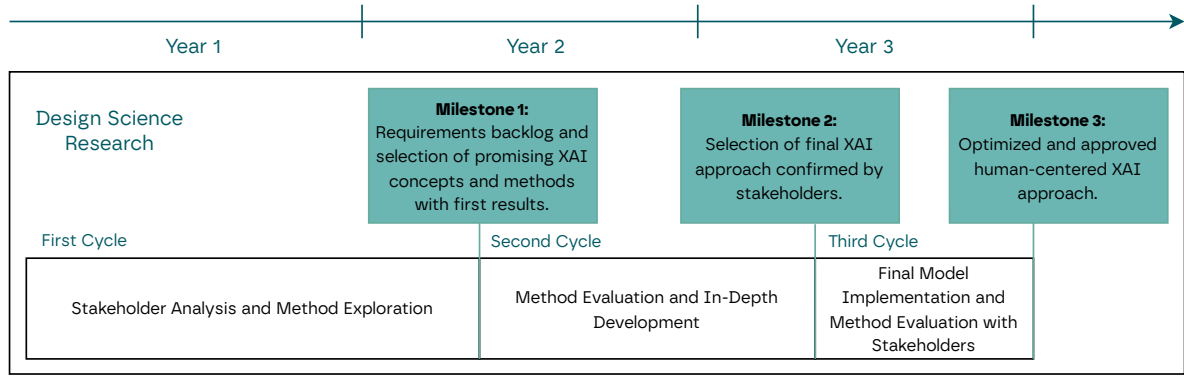 Year 1
Year 2
Year 3
Design Science
Research
Milestone 1:
Requirements backlog and
selection of promising XAI
concepts and methods
with first results.
Milestone 2:
Selection of final XAI
approach confirmed by
stakeholders.
Milestone 3:
Optimized and approved
human-centered XAI
approach.
First Cycle
Second Cycle
Third Cycle
Stakeholder Analysis and Method Exploration
Method Evaluation and In-Depth
Development
Final Model
Implementation and
Method Evaluation with
Stakeholders